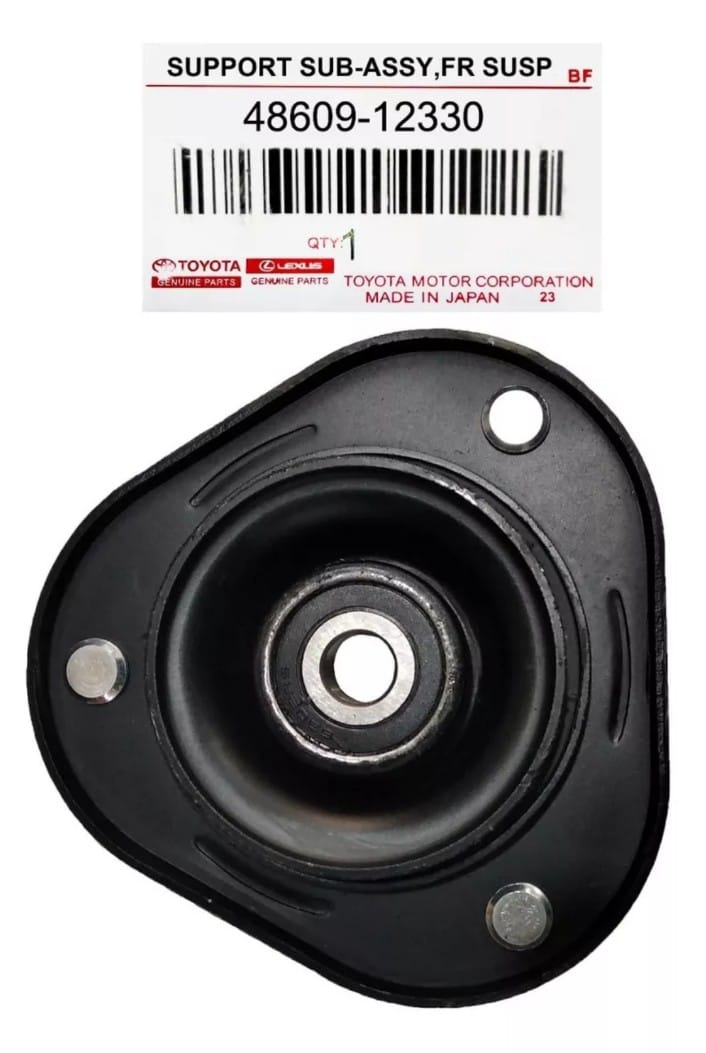 SUPPORT SUB-ASSY,FR SUSP BF
48609-12330
QTY:1
TOYOTA LEXUS
GENUINE PARTS GENUINE PARTS
TOYOTA MOTOR CORPORATION
MADE IN JAPAN 23